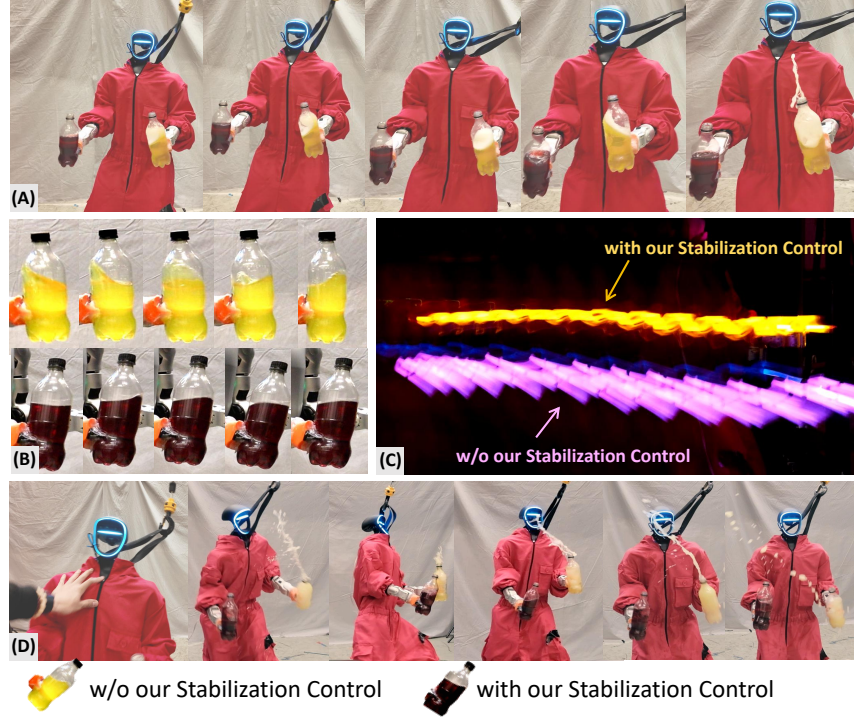 (A)
with our Stabilization Control
w/o our Stabilization Control
(B)
(C)
(D)
w/o our Stabilization Control
with our Stabilization Control